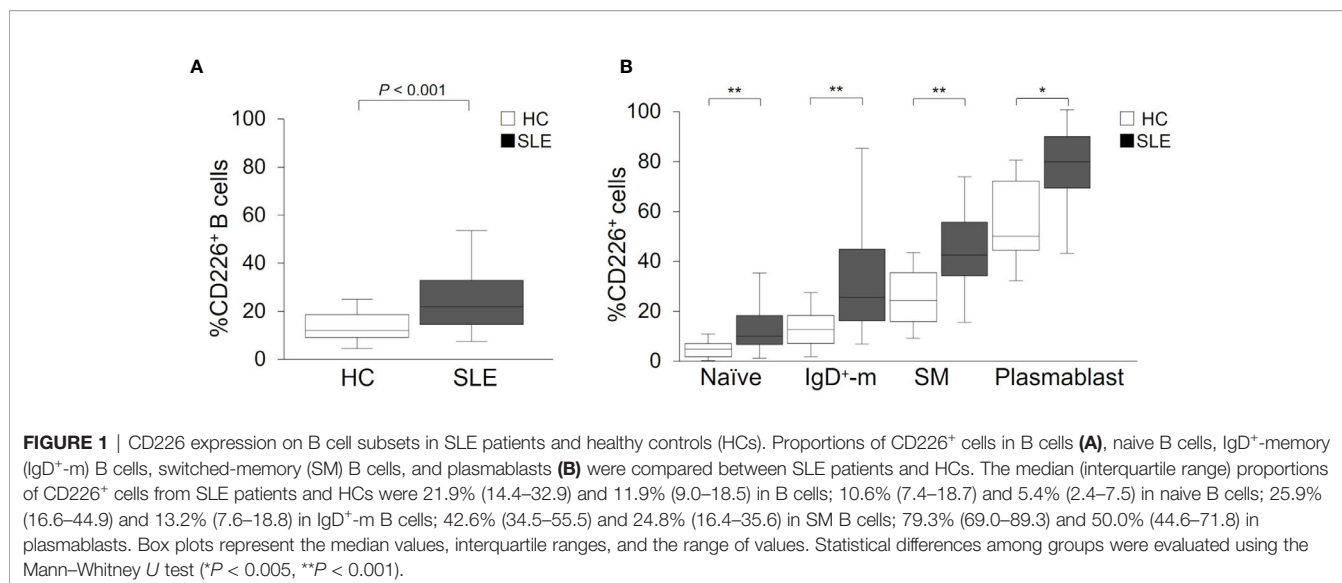 A
P < 0.001
HC
SLE
%CD226+ B cells
100
80
60
40
20
0
HC SLE
B
** ** ** *
HC
SLE
%CD226+ cells
100
80
60
40
20
0
Naïve IgD+-m SM Plasmablast
FIGURE 1 | CD226 expression on B cell subsets in SLE patients and healthy controls (HCs). Proportions of CD226+ cells in B cells (A), naive B cells, IgD+-memory
(IgD+-m) B cells, switched-memory (SM) B cells, and plasmablasts (B) were compared between SLE patients and HCs. The median (interquartile range) proportions
of CD226+ cells from SLE patients and HCs were 21.9% (14.4–32.9) and 11.9% (9.0–18.5) in B cells; 10.6% (7.4–18.7) and 5.4% (2.4–7.5) in naive B cells; 25.9%
(16.6–44.9) and 13.2% (7.6–18.8) in IgD+-m B cells; 42.6% (34.5–55.5) and 24.8% (16.4–35.6) in SM B cells; 79.3% (69.0–89.3) and 50.0% (44.6–71.8) in
plasmablasts. Box plots represent the median values, interquartile ranges, and the range of values. Statistical differences among groups were evaluated using the
Mann–Whitney U test (*P < 0.005, **P < 0.001).